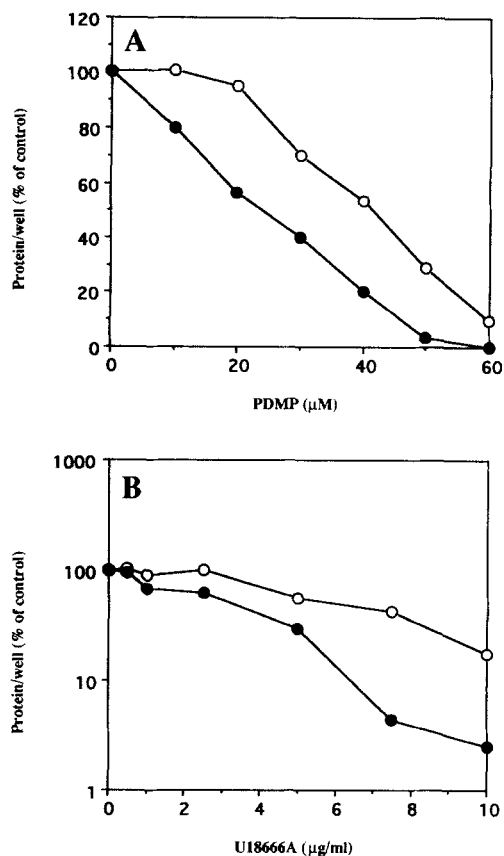 A
Protein/well (% of control)
120
100
80
60
40
20
0
0 20 40 60
PDMP (μM)
B
Protein/well (% of control)
1000
100
10
1
0 2 4 6 8 10
U18666A (μg/ml)